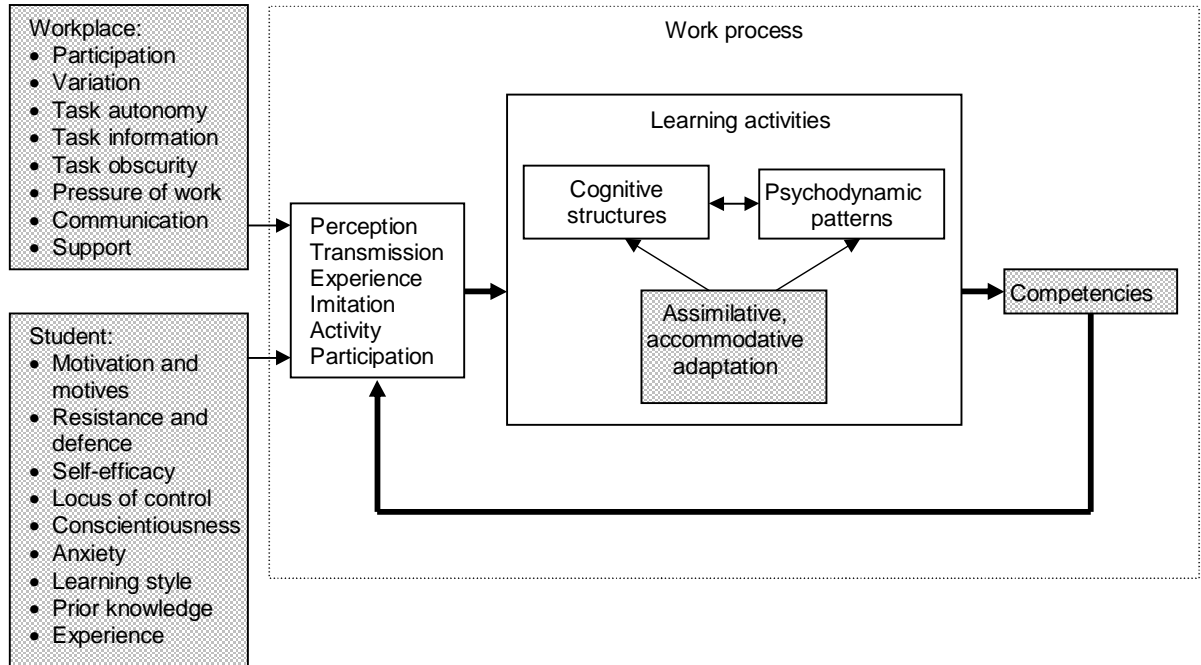 Workplace:
• Participation
• Variation
• Task autonomy
• Task information
• Task obscurity
• Pressure of work
• Communication
• Support
Student:
• Motivation and
motives
• Resistance and
defence
• Self-efficacy
• Locus of control
• Conscientiousness
• Anxiety
• Learning style
• Prior knowledge
• Experience
Work process
Perception
Transmission
Experience
Imitation
Activity
Participation
Learning activities
Cognitive
structures
Psychodynamic
patterns
Assimilative,
accommodative
adaptation
Competencies